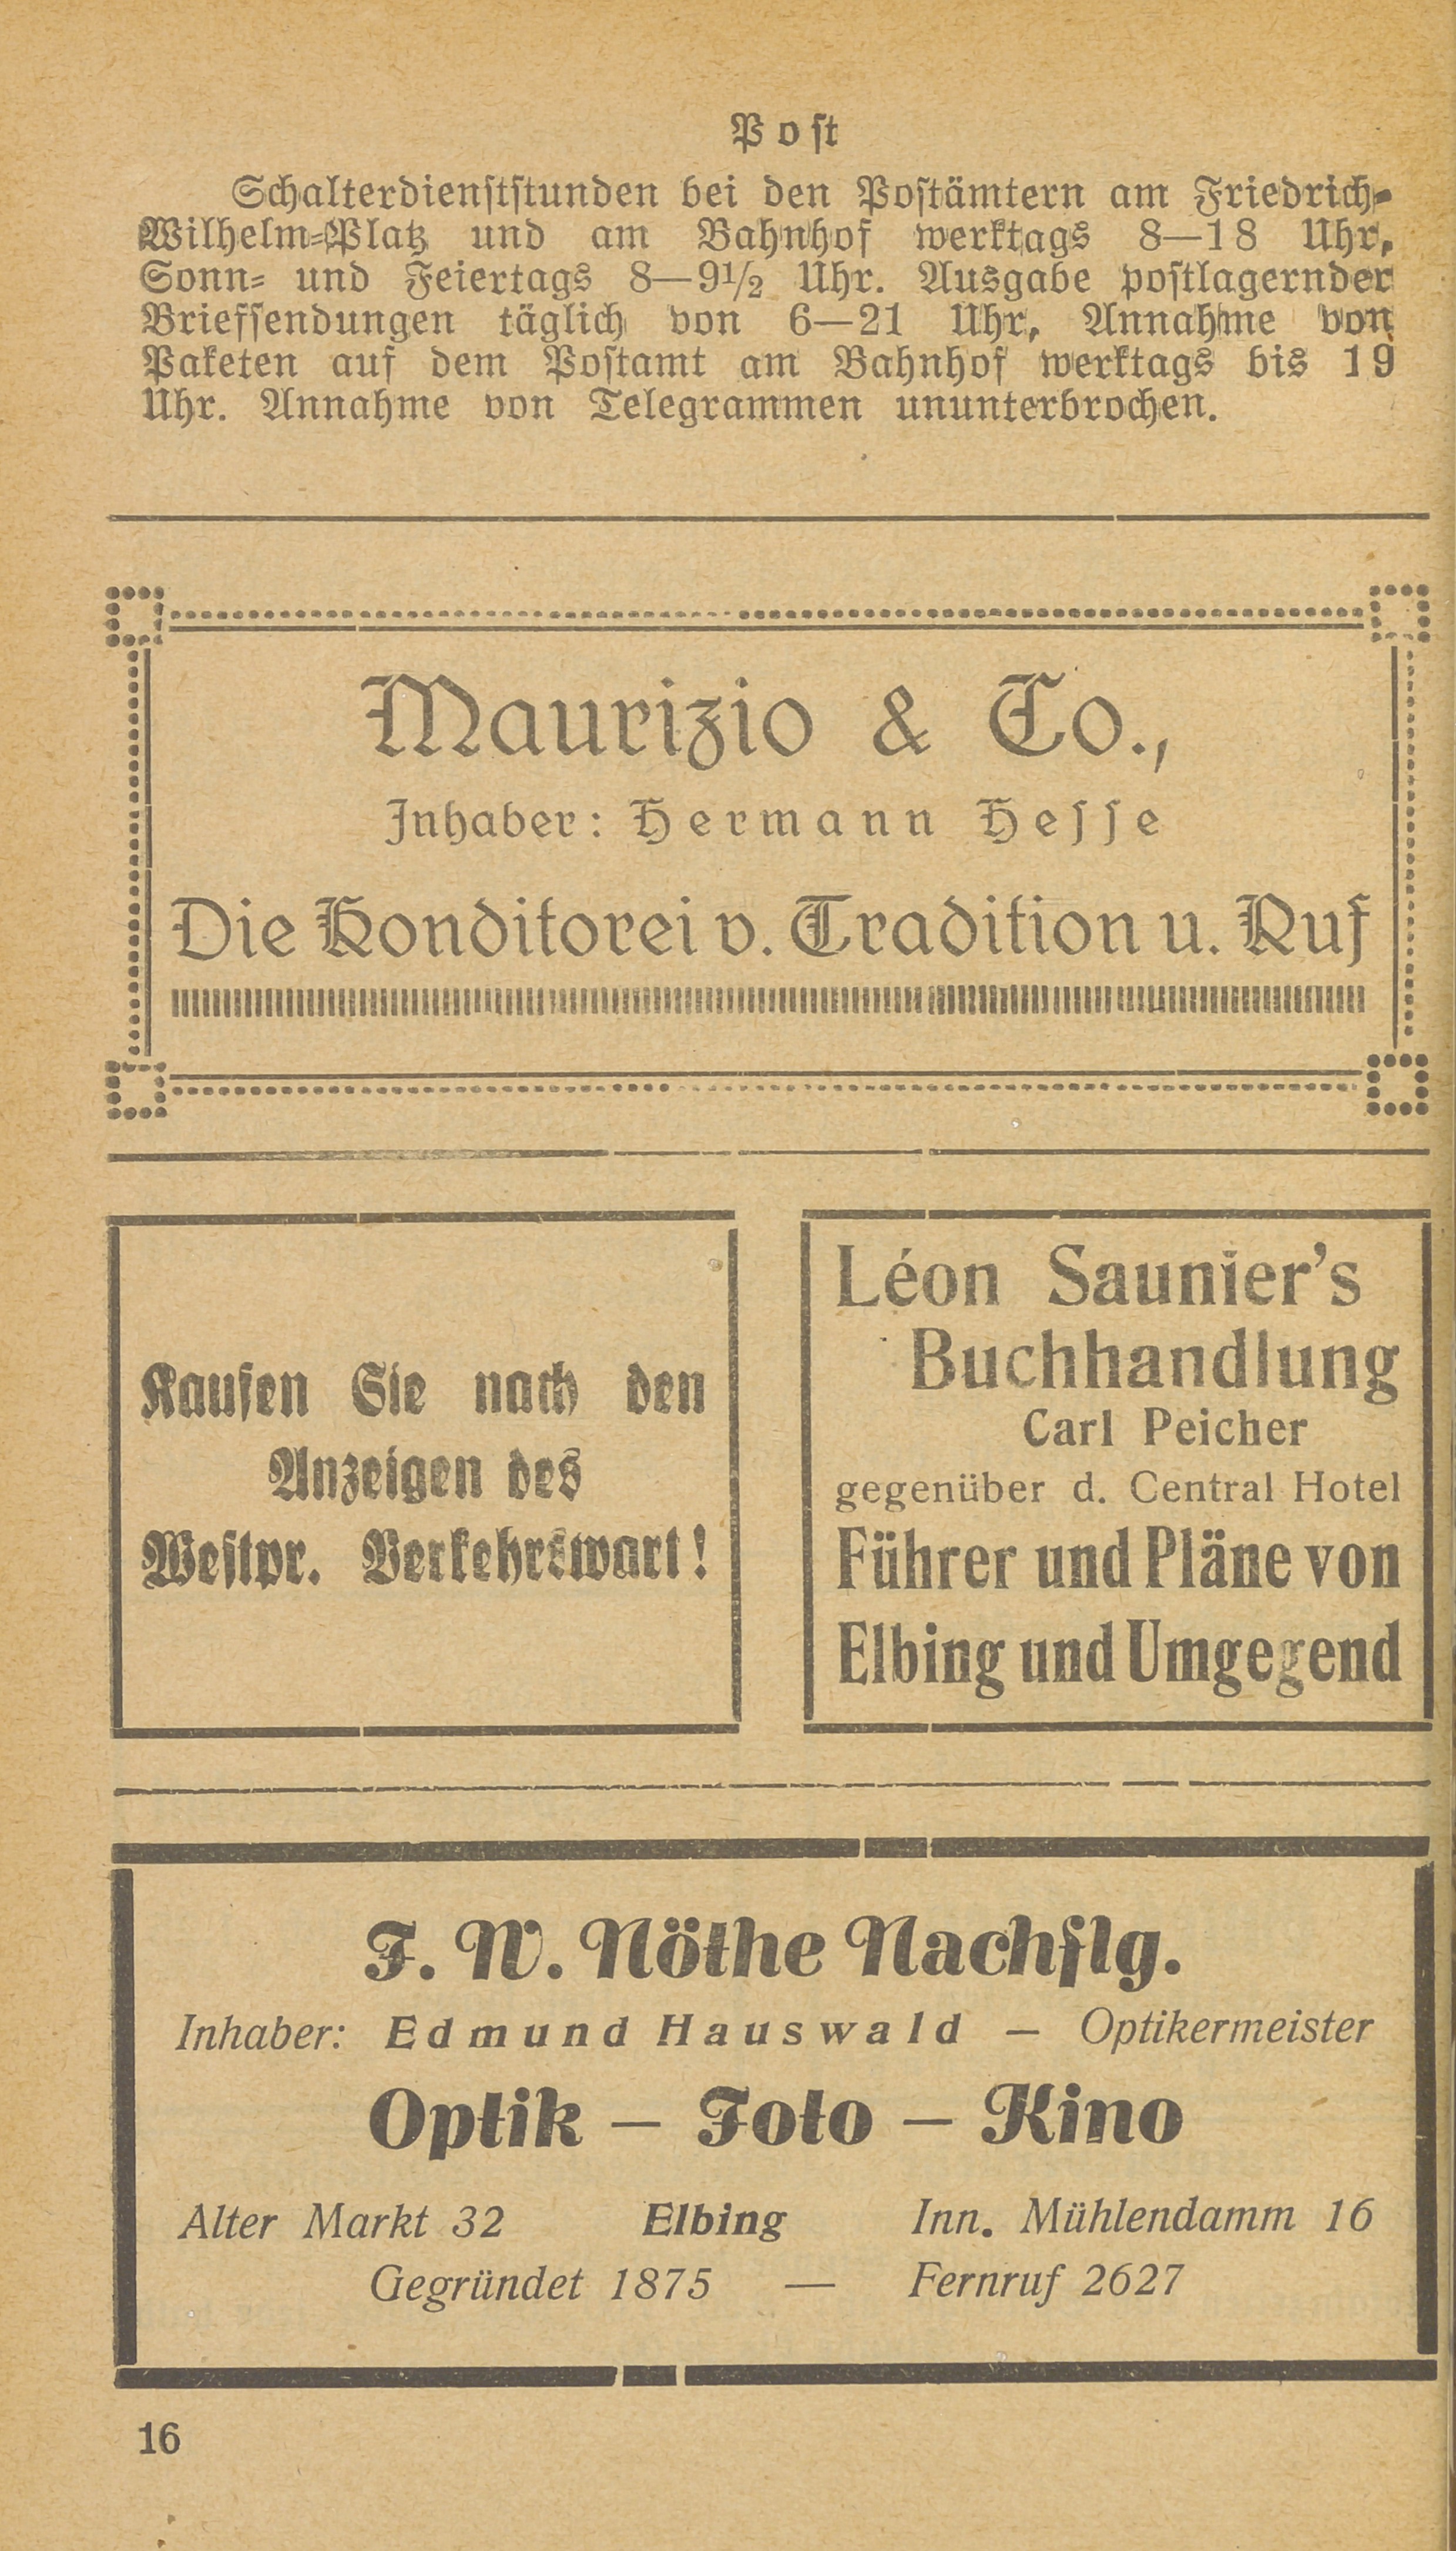 Post
Schalterdienststunden bei den Postämtern am Friedrich-
Wilhelm-Platz und am Bahnhof werktags 8—18 Uhr,
Sonn- und Feiertags 8—9½ Uhr. Ausgabe postlagernder
Briefsendungen täglich von 6—21 Uhr, Annahme von
Paketen auf dem Postamt am Bahnhof werktags bis 19
Uhr. Annahme von Telegrammen ununterbrochen.
Maurizio & Co.,
Inhaber: Hermann Hesse
Die Konditorei v. Tradition u. Ruf
Kaufen Sie nach den
Anzeigen des
Westpr. Verkehrswart!
Léon Saunier's
Buchhandlung
Carl Peicher
gegenüber d. Central Hotel
Führer und Pläne von
Elbing und Umgegend
F. W. Nöthe Nachflg.
Inhaber: Edmund Hauswald — Optikermeister
Optik — Foto — Kino
Alter Markt 32 Elbing Inn. Mühlendamm 16
Gegründet 1875 — Fernruf 2627
16